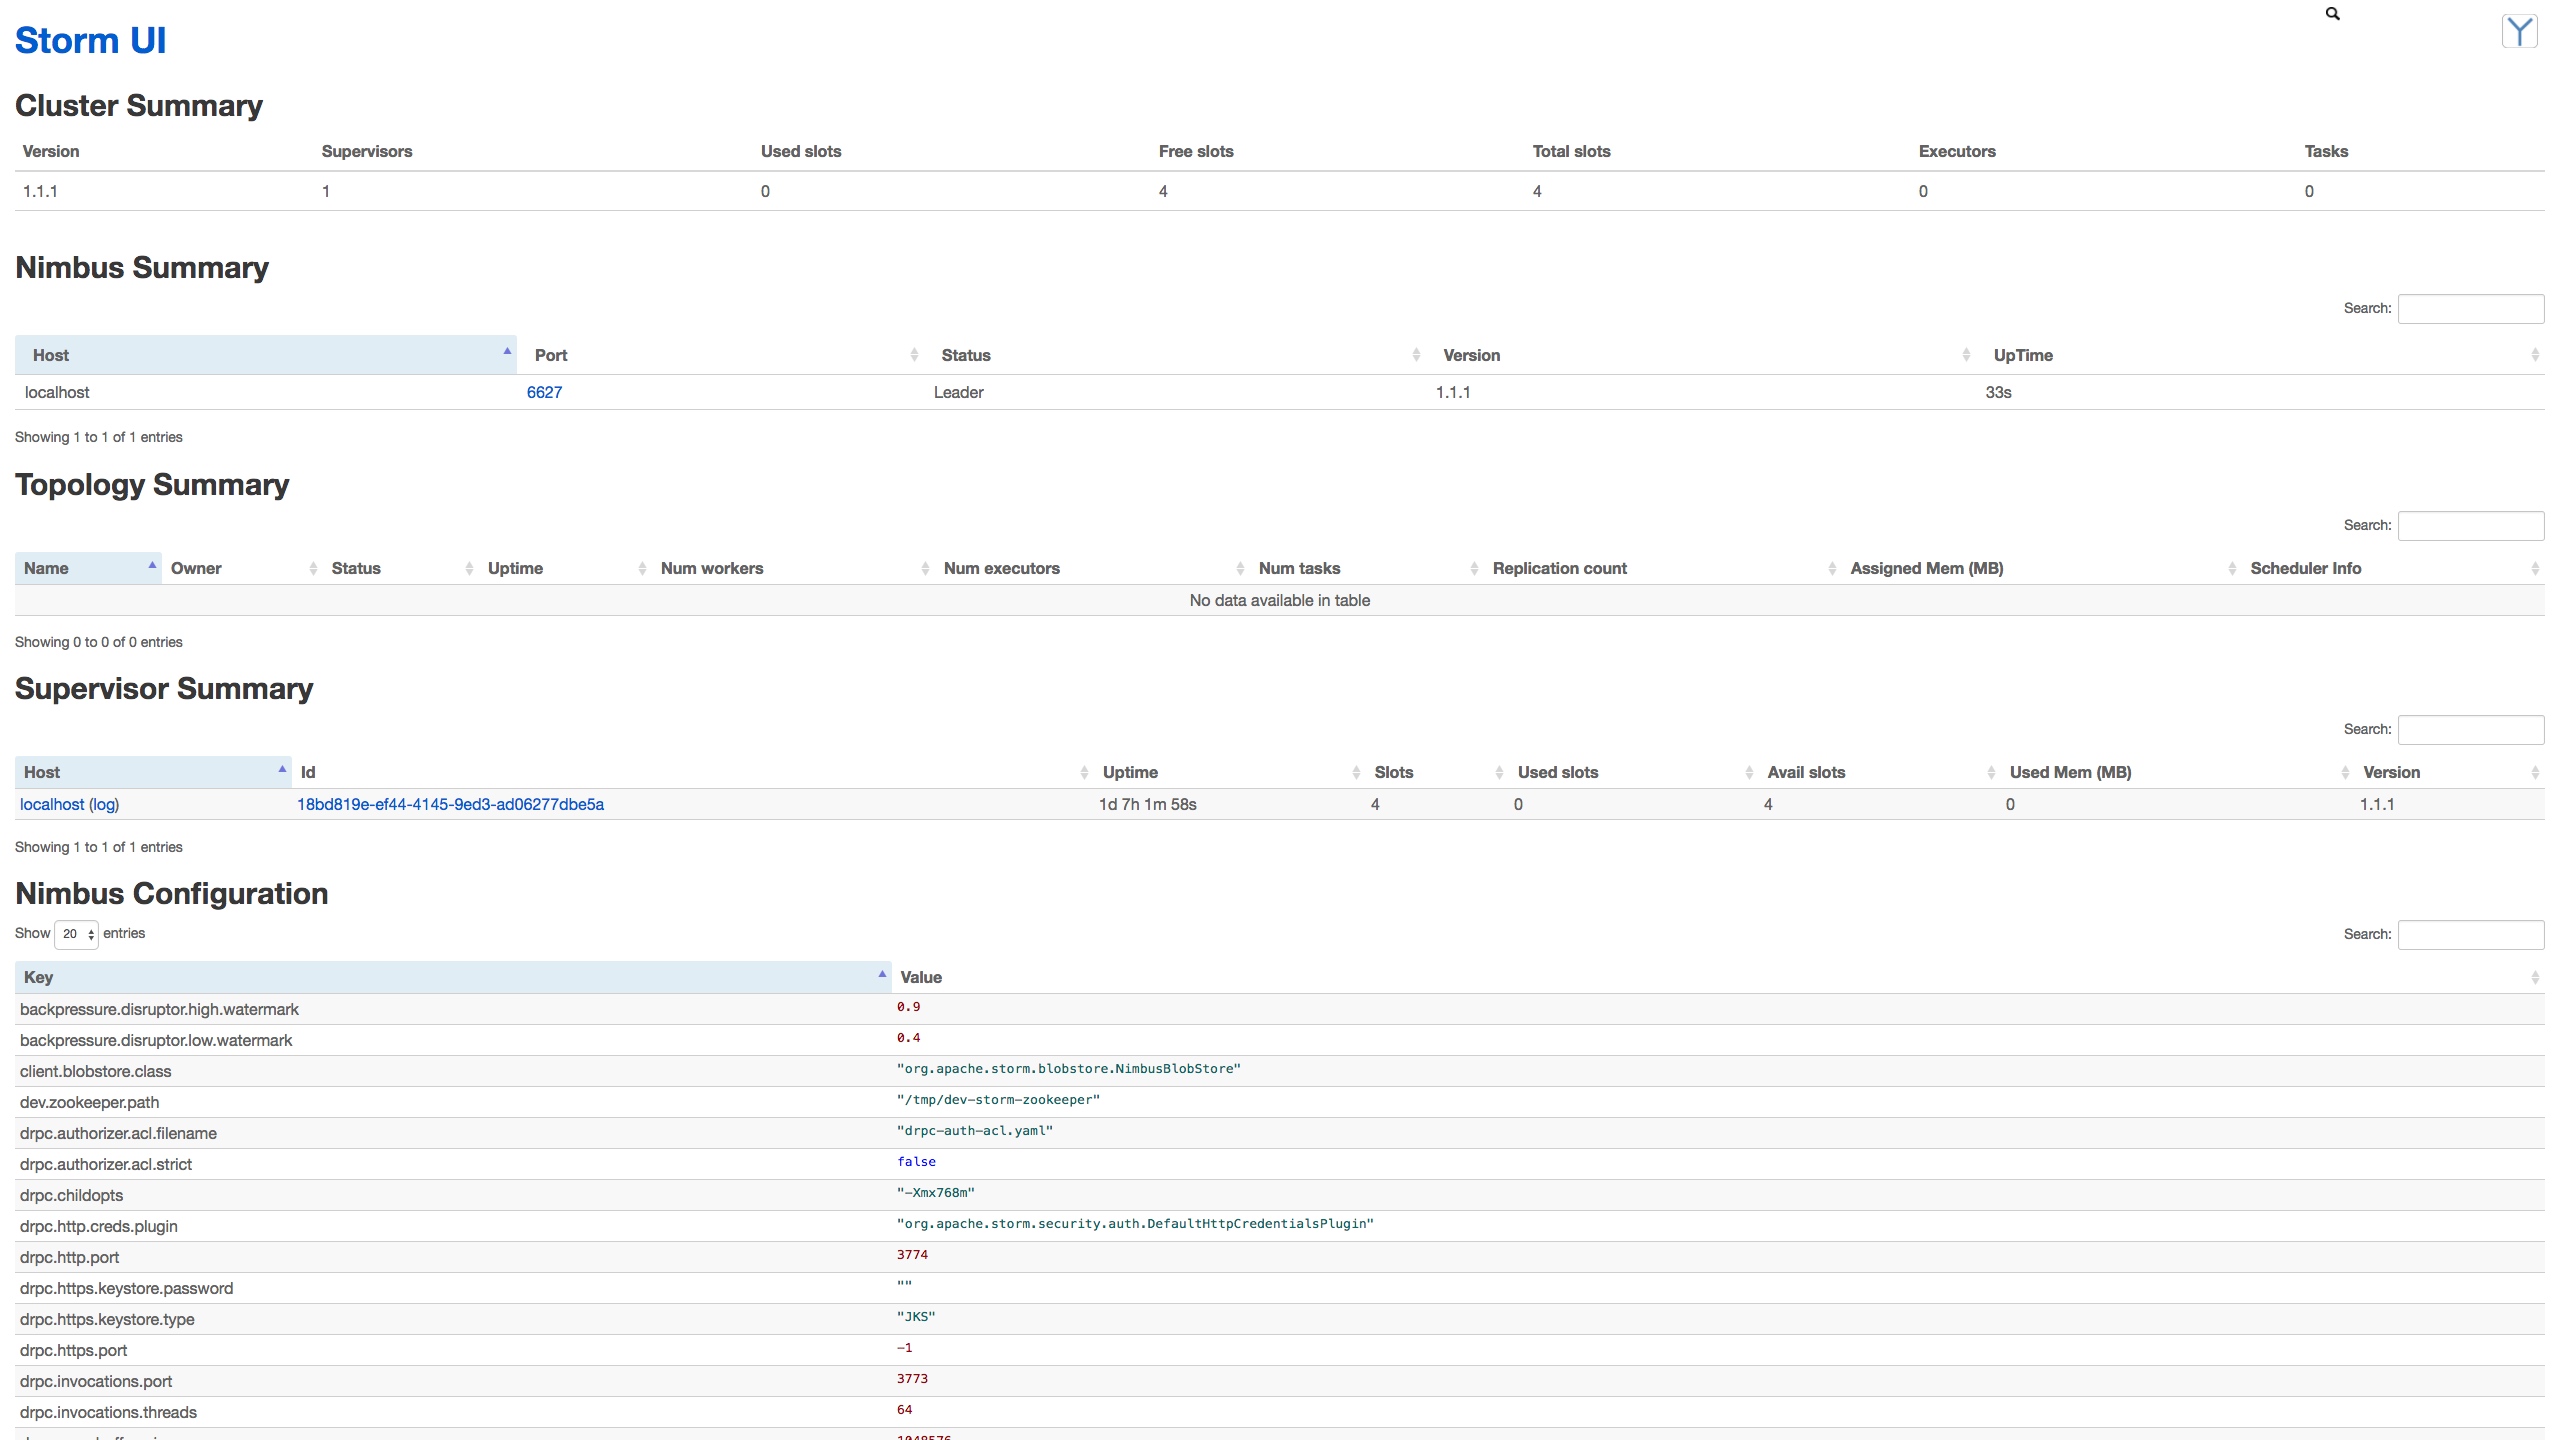 Storm UI
Cluster Summary
Version Supervisors Used slots Free slots Total slots Executors Tasks
1.1.1 1 0 4 4 0 0
Nimbus Summary
Search:
Host Port Status Version UpTime
localhost 6627 Leader 1.1.1 33s
Showing 1 to 1 of 1 entries
Topology Summary
Search:
Name Owner Status Uptime Num workers Num executors Num tasks Replication count Assigned Mem (MB) Scheduler Info
No data available in table
Showing 0 to 0 of 0 entries
Supervisor Summary
Search:
Host Id Uptime Slots Used slots Avail slots Used Mem (MB) Version
localhost (log) 18bd819e-ef44-4145-9ed3-ad06277dbe5a 1d 7h 1m 58s 4 0 4 0 1.1.1
Showing 1 to 1 of 1 entries
Nimbus Configuration
Show 20 entries Search:
Key Value
backpressure.disruptor.high.watermark 0.9
backpressure.disruptor.low.watermark 0.4
client.blobstore.class "org.apache.storm.blobstore.NimbusBlobStore"
dev.zookeeper.path "/tmp/dev-storm-zookeeper"
drpc.authorizer.acl.filename "drpc-auth-acl.yaml"
drpc.authorizer.acl.strict false
drpc.childopts "-Xmx768m"
drpc.http.creds.plugin "org.apache.storm.security.auth.DefaultHttpCredentialsPlugin"
drpc.http.port 3774
drpc.https.keystore.password ""
drpc.https.keystore.type "JKS"
drpc.https.port -1
drpc.invocations.port 3773
drpc.invocations.threads 64